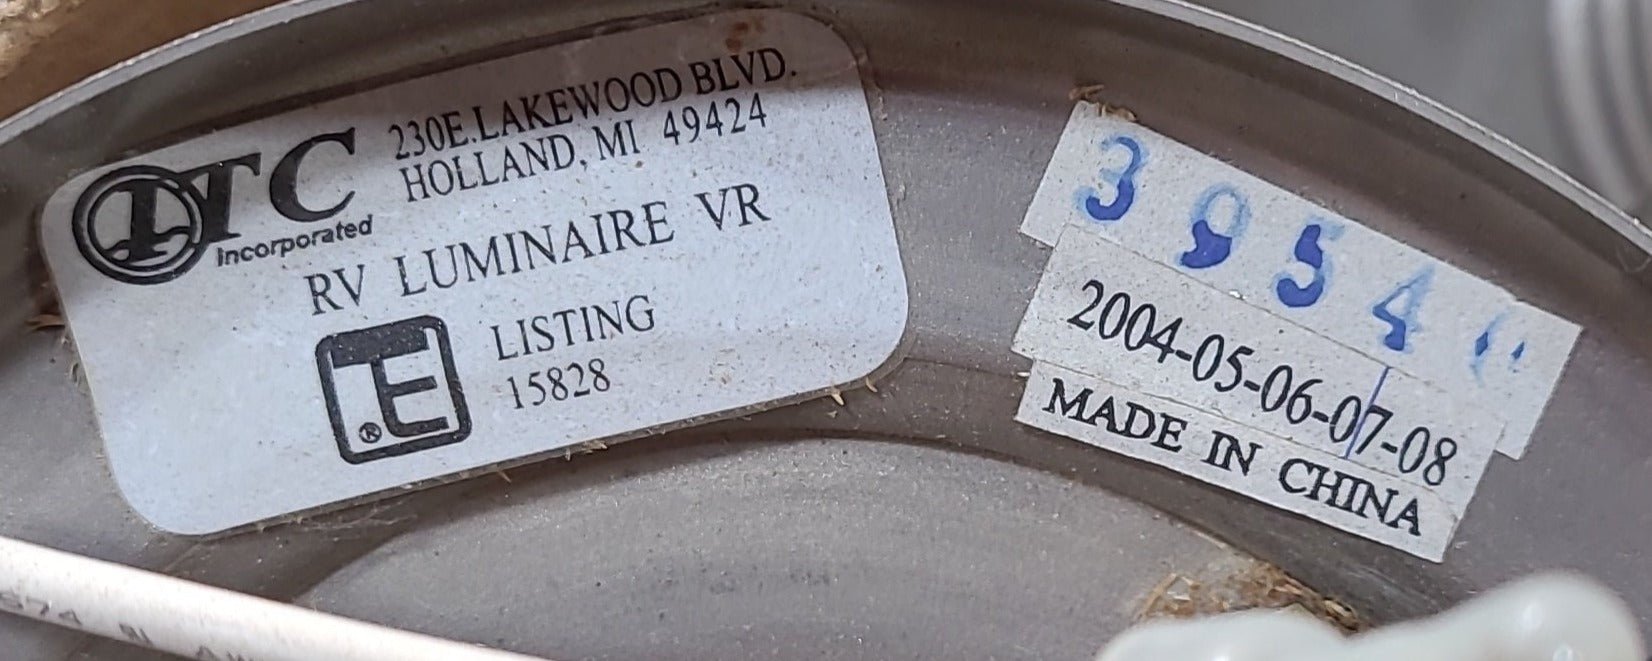 ITC
Incorporated
230E.LAKEWOOD BLVD.
HOLLAND, MI 49424
RV LUMINAIRE VR
LISTING
15828
ETL
®
3954
2004-05-06-07-08
MADE IN CHINA